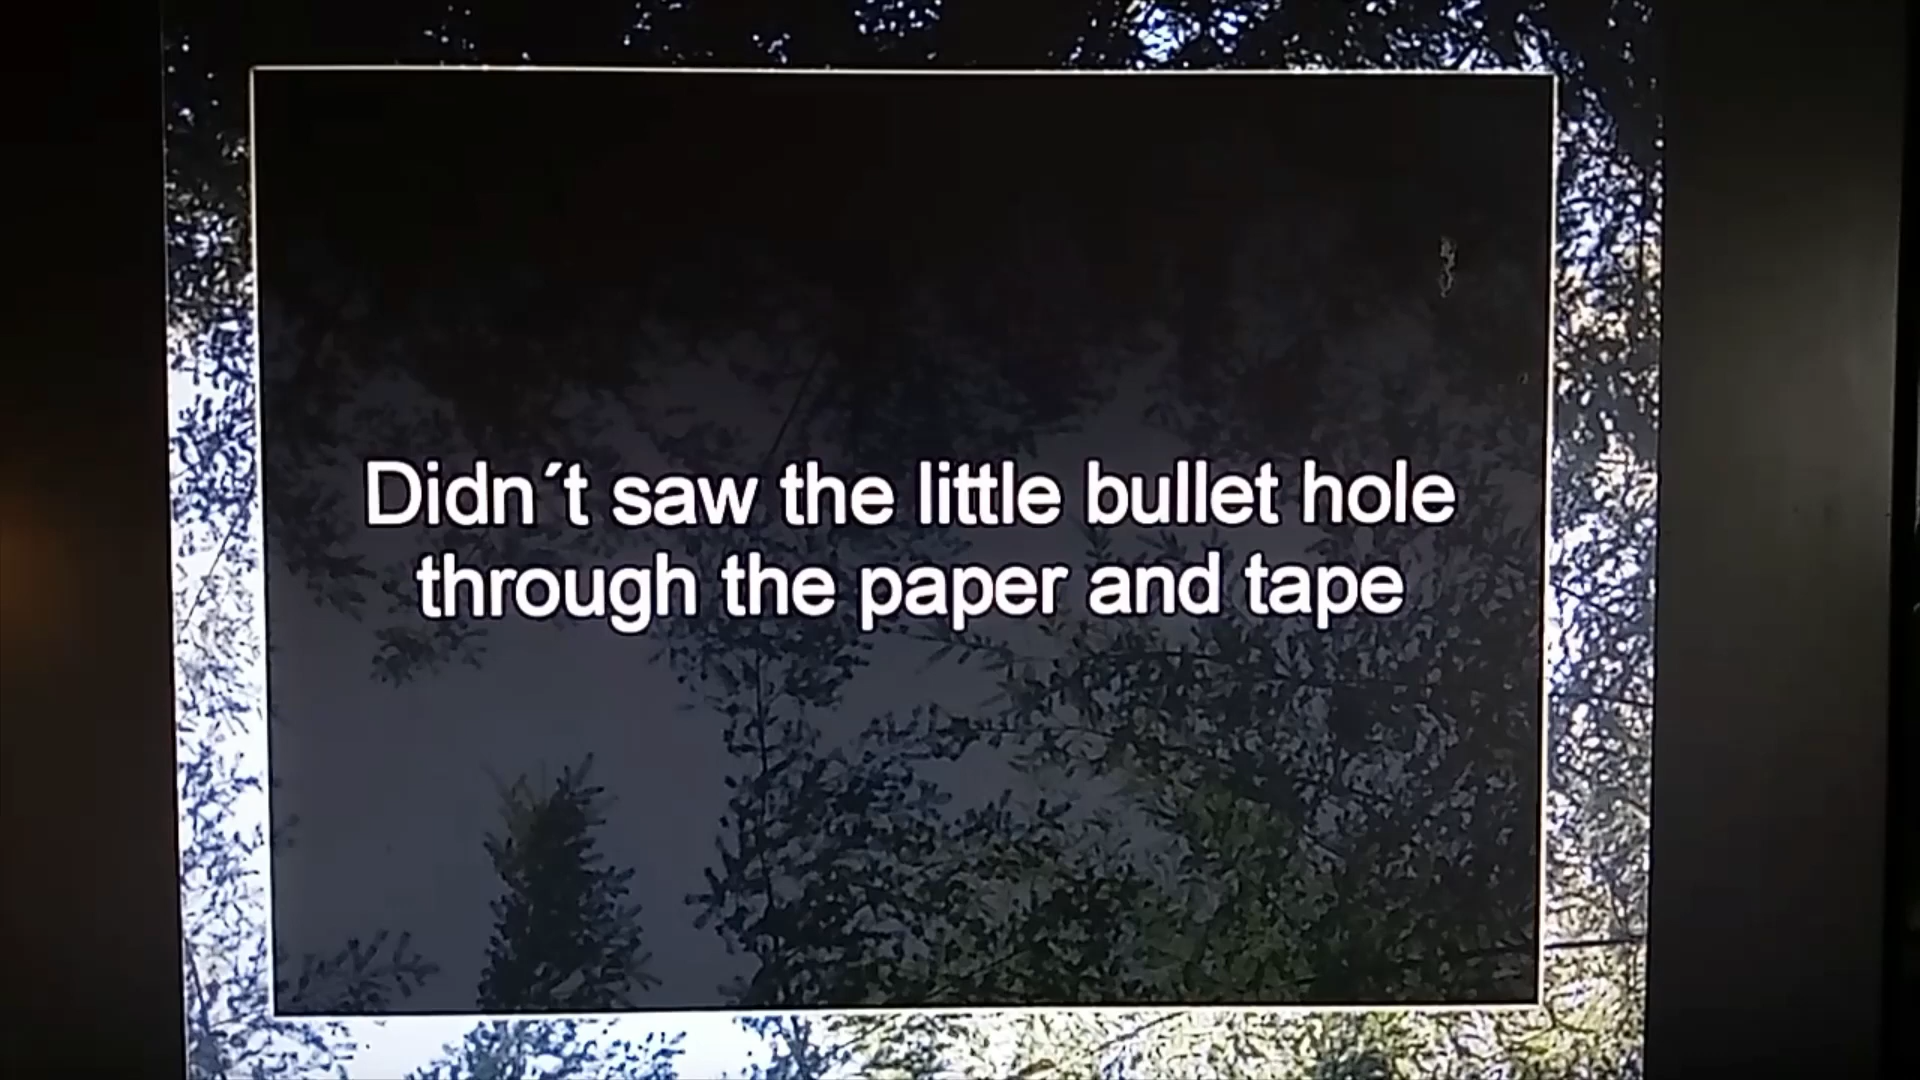 Didn´t saw the little bullet hole
through the paper and tape